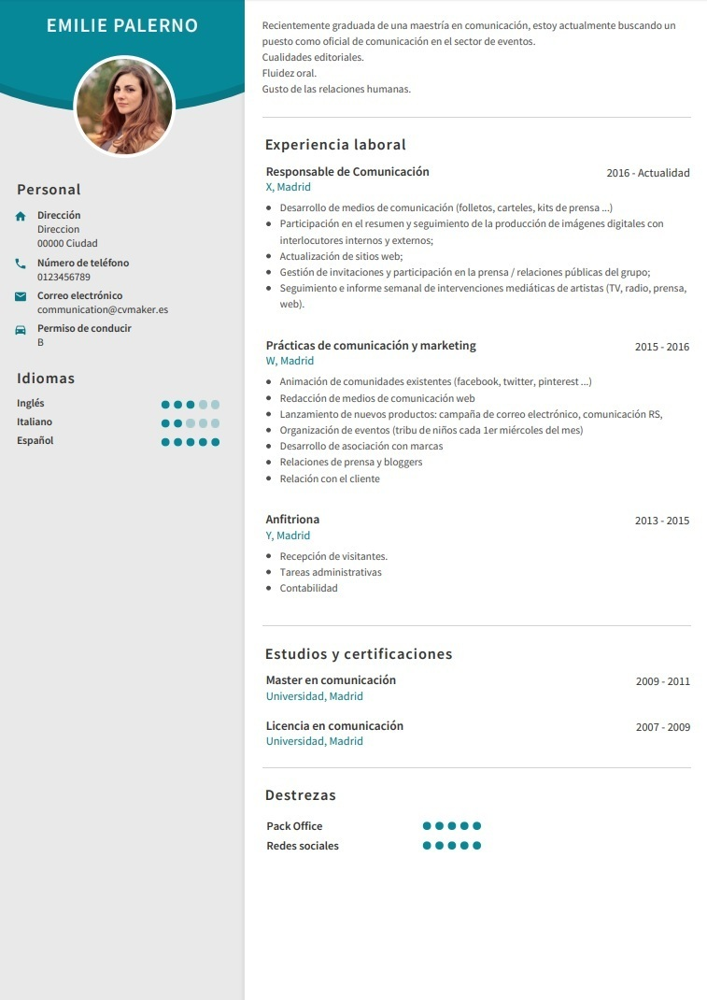 EMILIE PALERNO
Personal
Dirección
Direccion
00000 Ciudad
Número de teléfono
0123456789
Correo electrónico
communication@cvmaker.es
Permiso de conducir
B
Idiomas
Inglés
Italiano
Español
Recientemente graduada de una maestría en comunicación, estoy actualmente buscando un
puesto como oficial de comunicación en el sector de eventos.
Cualidades editoriales.
Fluidez oral.
Gusto de las relaciones humanas.
Experiencia laboral
Responsable de Comunicación 2016 - Actualidad
X, Madrid
• Desarrollo de medios de comunicación (folletos, carteles, kits de prensa ...)
• Participación en el resumen y seguimiento de la producción de imágenes digitales con
interlocutores internos y externos;
• Actualización de sitios web;
• Gestión de invitaciones y participación en la prensa / relaciones públicas del grupo;
• Seguimiento e informe semanal de intervenciones mediáticas de artistas (TV, radio, prensa,
web).
Prácticas de comunicación y marketing 2015 - 2016
W, Madrid
• Animación de comunidades existentes (facebook, twitter, pinterest ...)
• Redacción de medios de comunicación web
• Lanzamiento de nuevos productos: campaña de correo electrónico, comunicación RS,
• Organización de eventos (tribu de niños cada 1er miércoles del mes)
• Desarrollo de asociación con marcas
• Relaciones de prensa y bloggers
• Relación con el cliente
Anfitriona 2013 - 2015
Y, Madrid
• Recepción de visitantes.
• Tareas administrativas
• Contabilidad
Estudios y certificaciones
Master en comunicación 2009 - 2011
Universidad, Madrid
Licencia en comunicación 2007 - 2009
Universidad, Madrid
Destrezas
Pack Office
Redes sociales